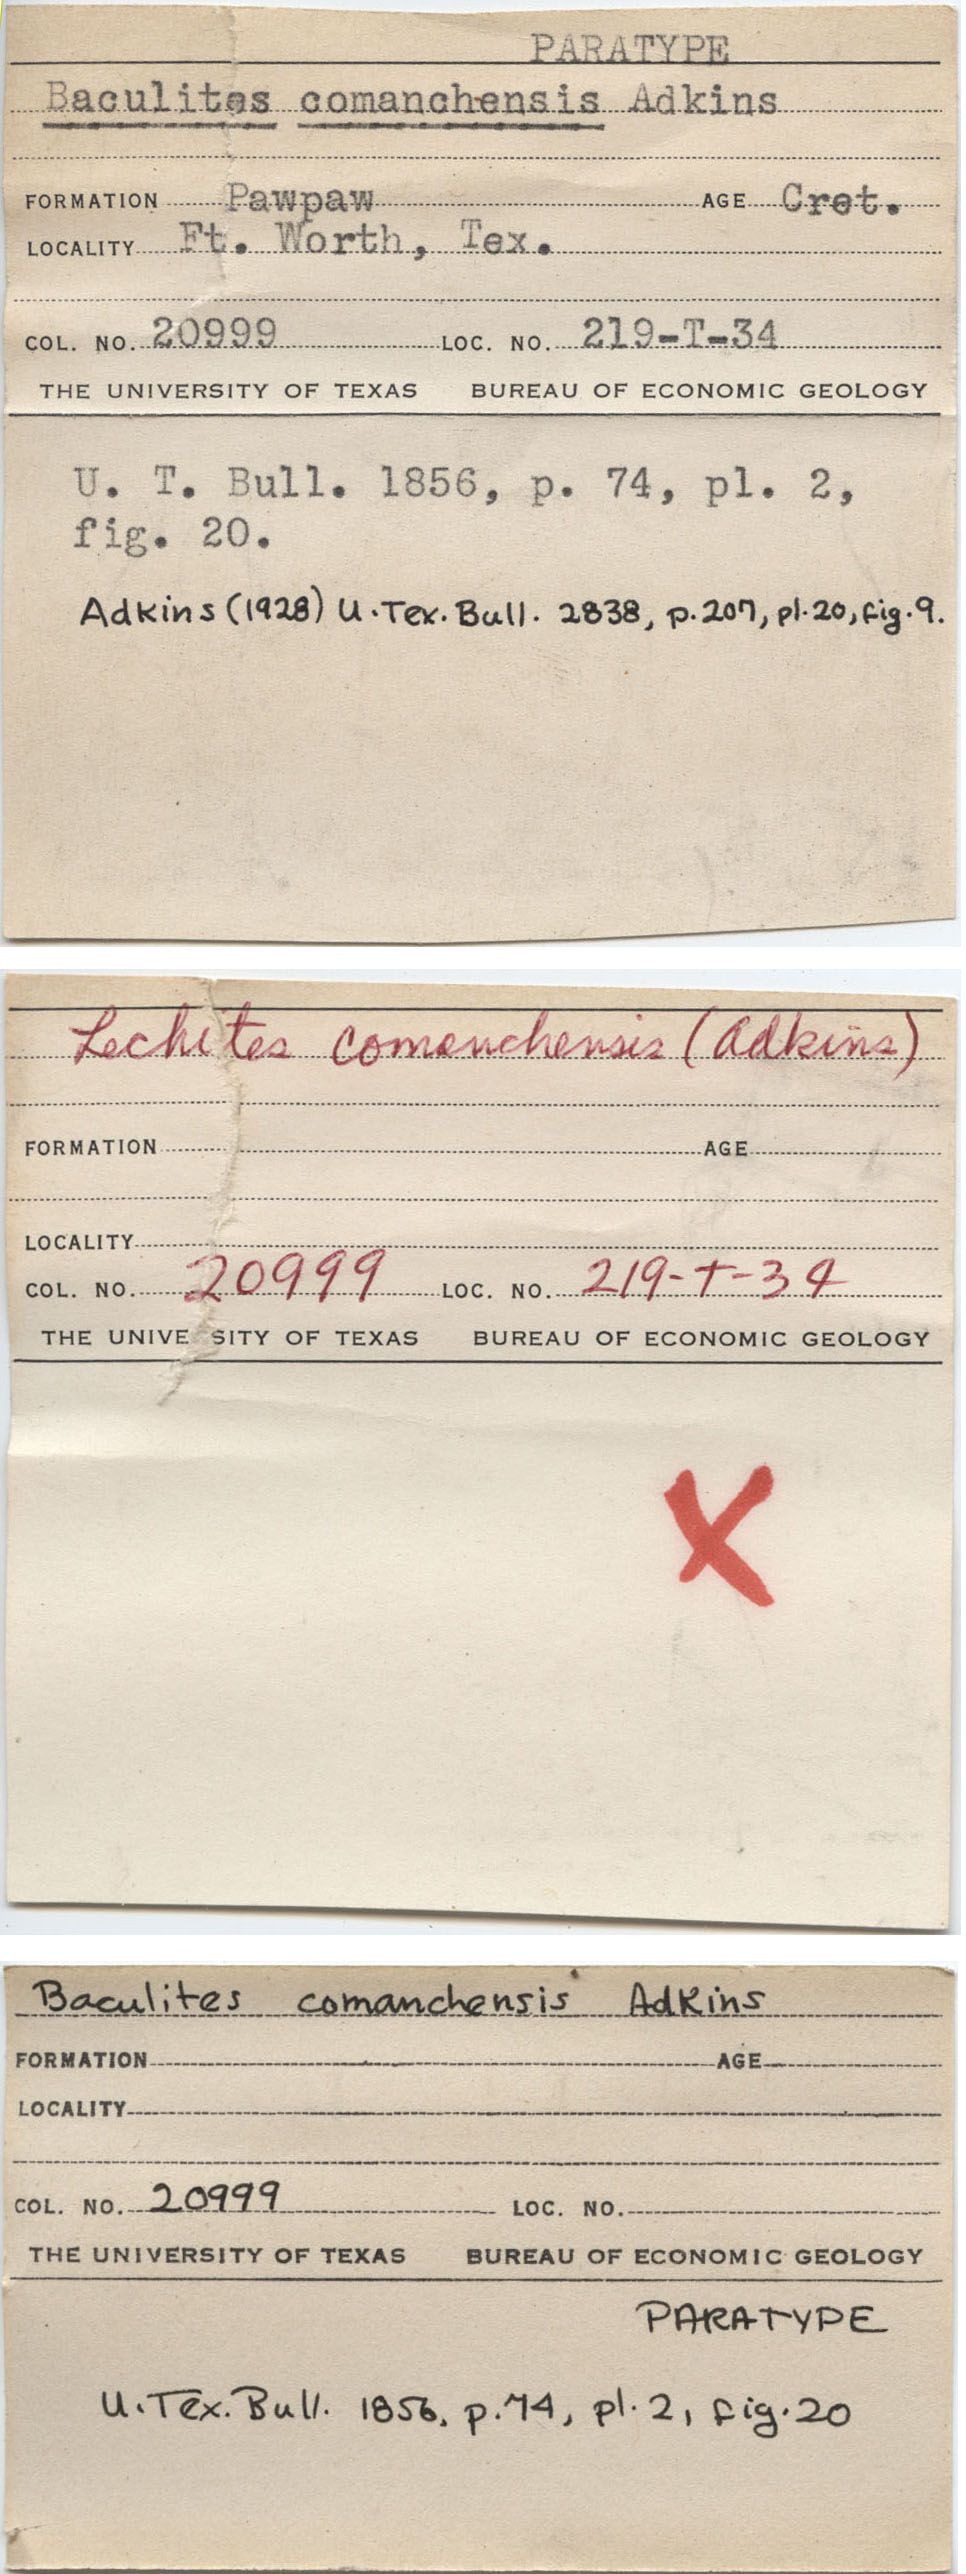 PARATYPE
Baculites comanchensis Adkins
FORMATION Pawpaw AGE Cret.
LOCALITY Ft. Worth, Tex.
COL. NO. 20999 LOC. NO. 219-T-34
THE UNIVERSITY OF TEXAS BUREAU OF ECONOMIC GEOLOGY
U. T. Bull. 1856, p. 74, pl. 2,
fig. 20.
Adkins (1928) U. Tex. Bull. 2838, p. 207, pl. 20, fig. 9.
Lechites comanchensis (Adkins)
FORMATION AGE
LOCALITY
COL. NO. 20999 LOC. NO. 219-T-34
THE UNIVE SITY OF TEXAS BUREAU OF ECONOMIC GEOLOGY
X
Baculites comanchensis Adkins
FORMATION AGE
LOCALITY
COL. NO. 20999 LOC. NO.
THE UNIVERSITY OF TEXAS BUREAU OF ECONOMIC GEOLOGY
PARATYPE
U. Tex. Bull. 1856, p. 74, pl. 2, fig. 20